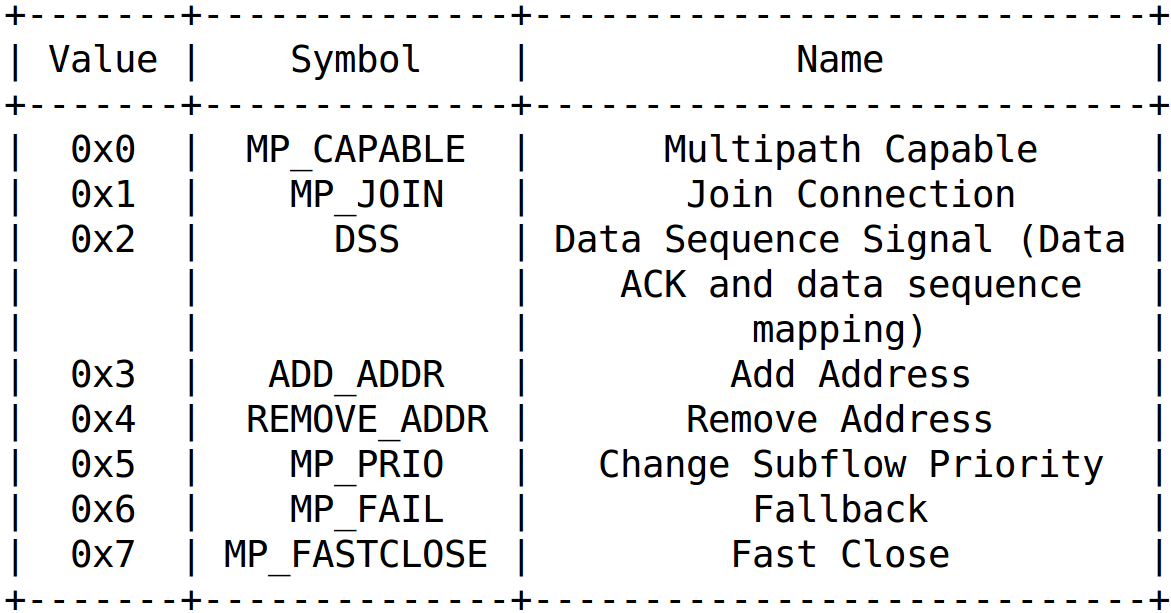 +-------+--------------+----------------------------+
| Value |    Symbol    |            Name            |
+-------+--------------+----------------------------+
|  0x0  |  MP_CAPABLE  |      Multipath Capable     |
|  0x1  |    MP_JOIN   |       Join Connection      |
|  0x2  |      DSS     | Data Sequence Signal (Data |
|       |              |    ACK and data sequence   |
|       |              |          mapping)          |
|  0x3  |   ADD_ADDR   |         Add Address        |
|  0x4  |  REMOVE_ADDR |       Remove Address       |
|  0x5  |    MP_PRIO   |   Change Subflow Priority  |
|  0x6  |    MP_FAIL   |          Fallback          |
|  0x7  | MP_FASTCLOSE |         Fast Close         |
+-------+--------------+----------------------------+